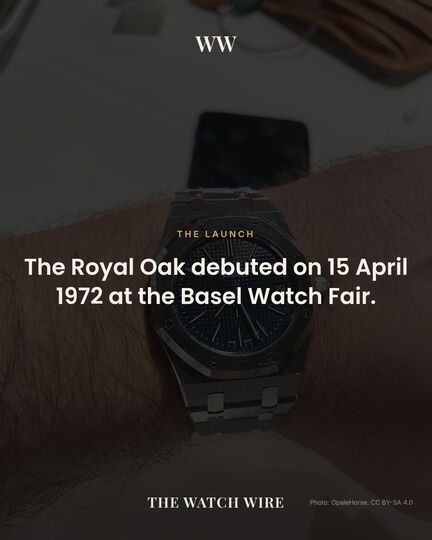 WW
THE LAUNCH
The Royal Oak debuted on 15 April
1972 at the Basel Watch Fair.
THE WATCH WIRE
Photo: OpaleHorse, CC BY-SA 4.0